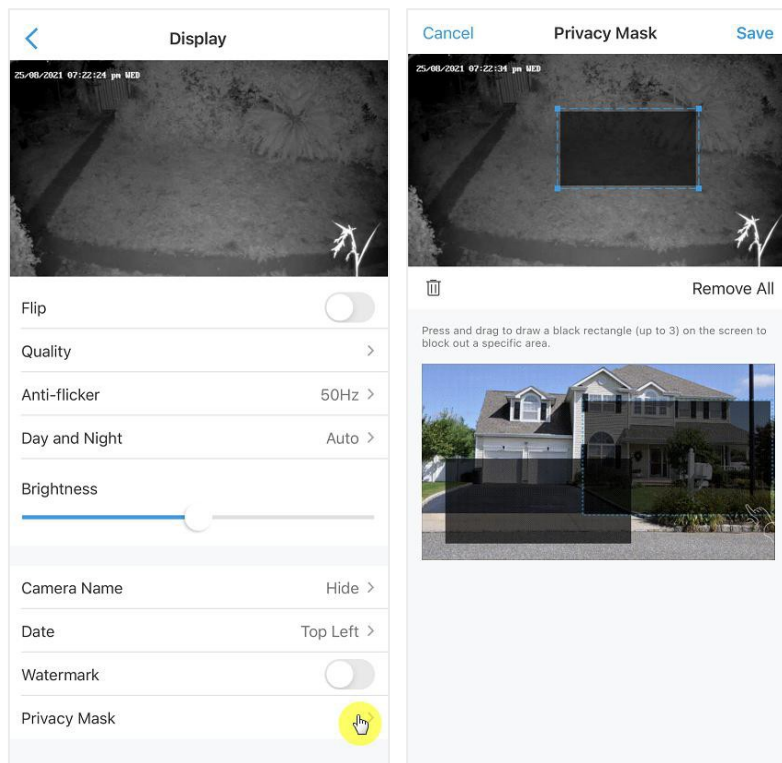 Display
25/08/2021 07:22:24 pm WED
Flip
Quality
Anti-flicker 50Hz
Day and Night Auto
Brightness
Camera Name Hide
Date Top Left
Watermark
Privacy Mask
Cancel Privacy Mask Save
25/08/2021 07:22:34 pm WED
Remove All
Press and drag to draw a black rectangle (up to 3) on the screen to
block out a specific area.